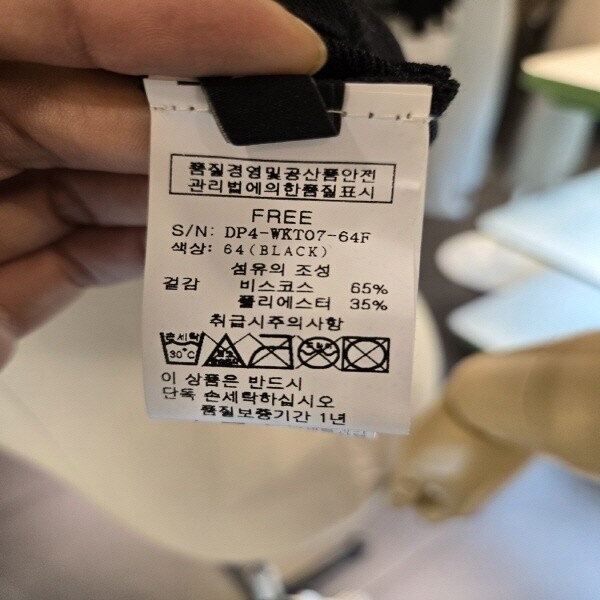 품질경영및공산품안전
관리법에의한품질표시
FREE
S/N: DP4-WKT07-64F
색상: 64(BLACK)
섬유의 조성
겉감 비스코스 65%
폴리에스터 35%
취급시주의사항
손세탁
30°C
이 상품은 반드시
단독 손세탁하십시오
품질보증기간 1년